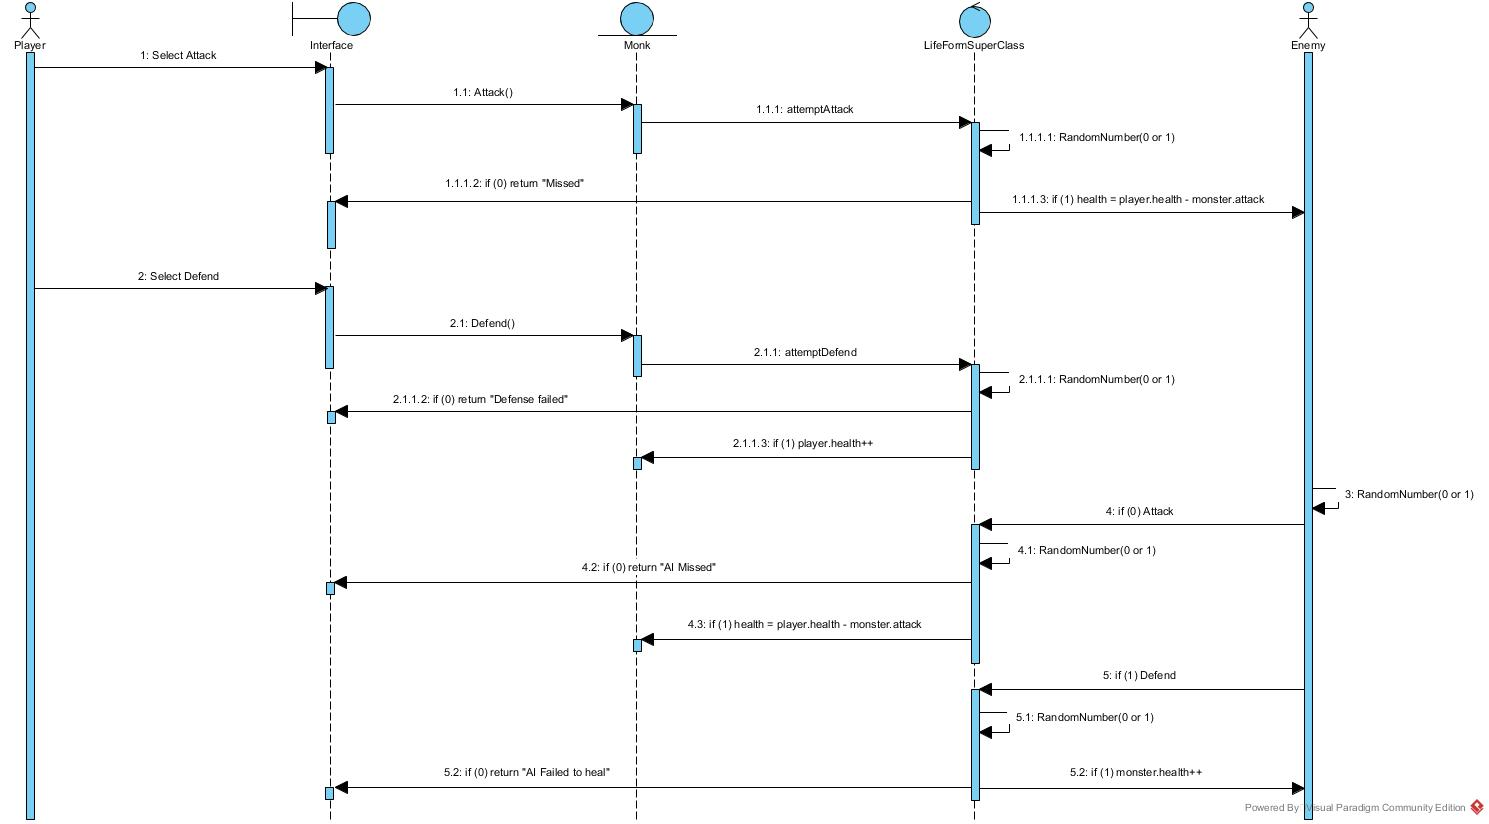 Player
Interface
Monk
LifeFormSuperClass
Enemy
1: Select Attack
1.1: Attack()
1.1.1: attemptAttack
1.1.1.1: RandomNumber(0 or 1)
1.1.1.2: if (0) return "Missed"
1.1.1.3: if (1) health = player.health - monster.attack
2: Select Defend
2.1: Defend()
2.1.1: attemptDefend
2.1.1.1: RandomNumber(0 or 1)
2.1.1.2: if (0) return "Defense failed"
2.1.1.3: if (1) player.health++
3: RandomNumber(0 or 1)
4: if (0) Attack
4.1: RandomNumber(0 or 1)
4.2: if (0) return "AI Missed"
4.3: if (1) health = player.health - monster.attack
5: if (1) Defend
5.1: RandomNumber(0 or 1)
5.2: if (0) return "AI Failed to heal"
5.2: if (1) monster.health++
Powered By Visual Paradigm Community Edition